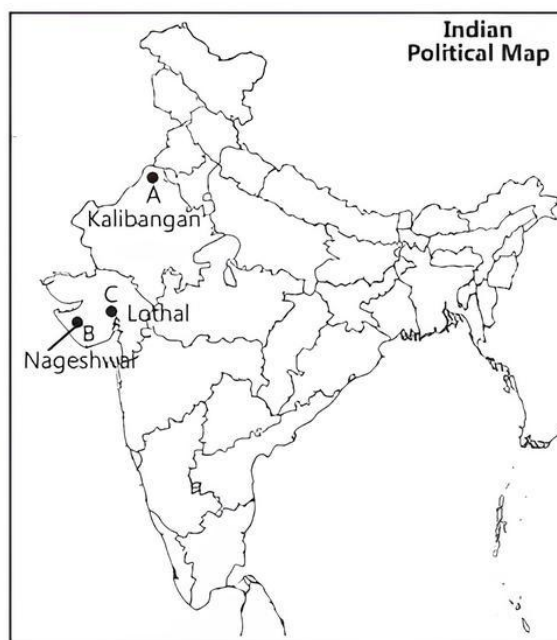 Indian
Political Map
A
Kalibangan
C
Lothal
B
Nageshwar